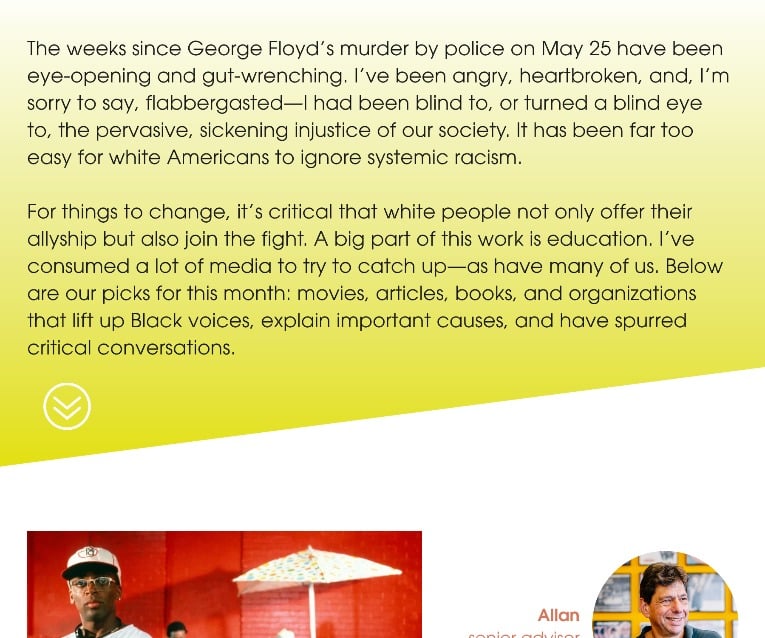 The weeks since George Floyd’s murder by police on May 25 have been
eye-opening and gut-wrenching. I’ve been angry, heartbroken, and, I’m
sorry to say, flabbergasted—I had been blind to, or turned a blind eye
to, the pervasive, sickening injustice of our society. It has been far too
easy for white Americans to ignore systemic racism.
For things to change, it’s critical that white people not only offer their
allyship but also join the fight. A big part of this work is education. I’ve
consumed a lot of media to try to catch up—as have many of us. Below
are our picks for this month: movies, articles, books, and organizations
that lift up Black voices, explain important causes, and have spurred
critical conversations.
Allan
senior advisor